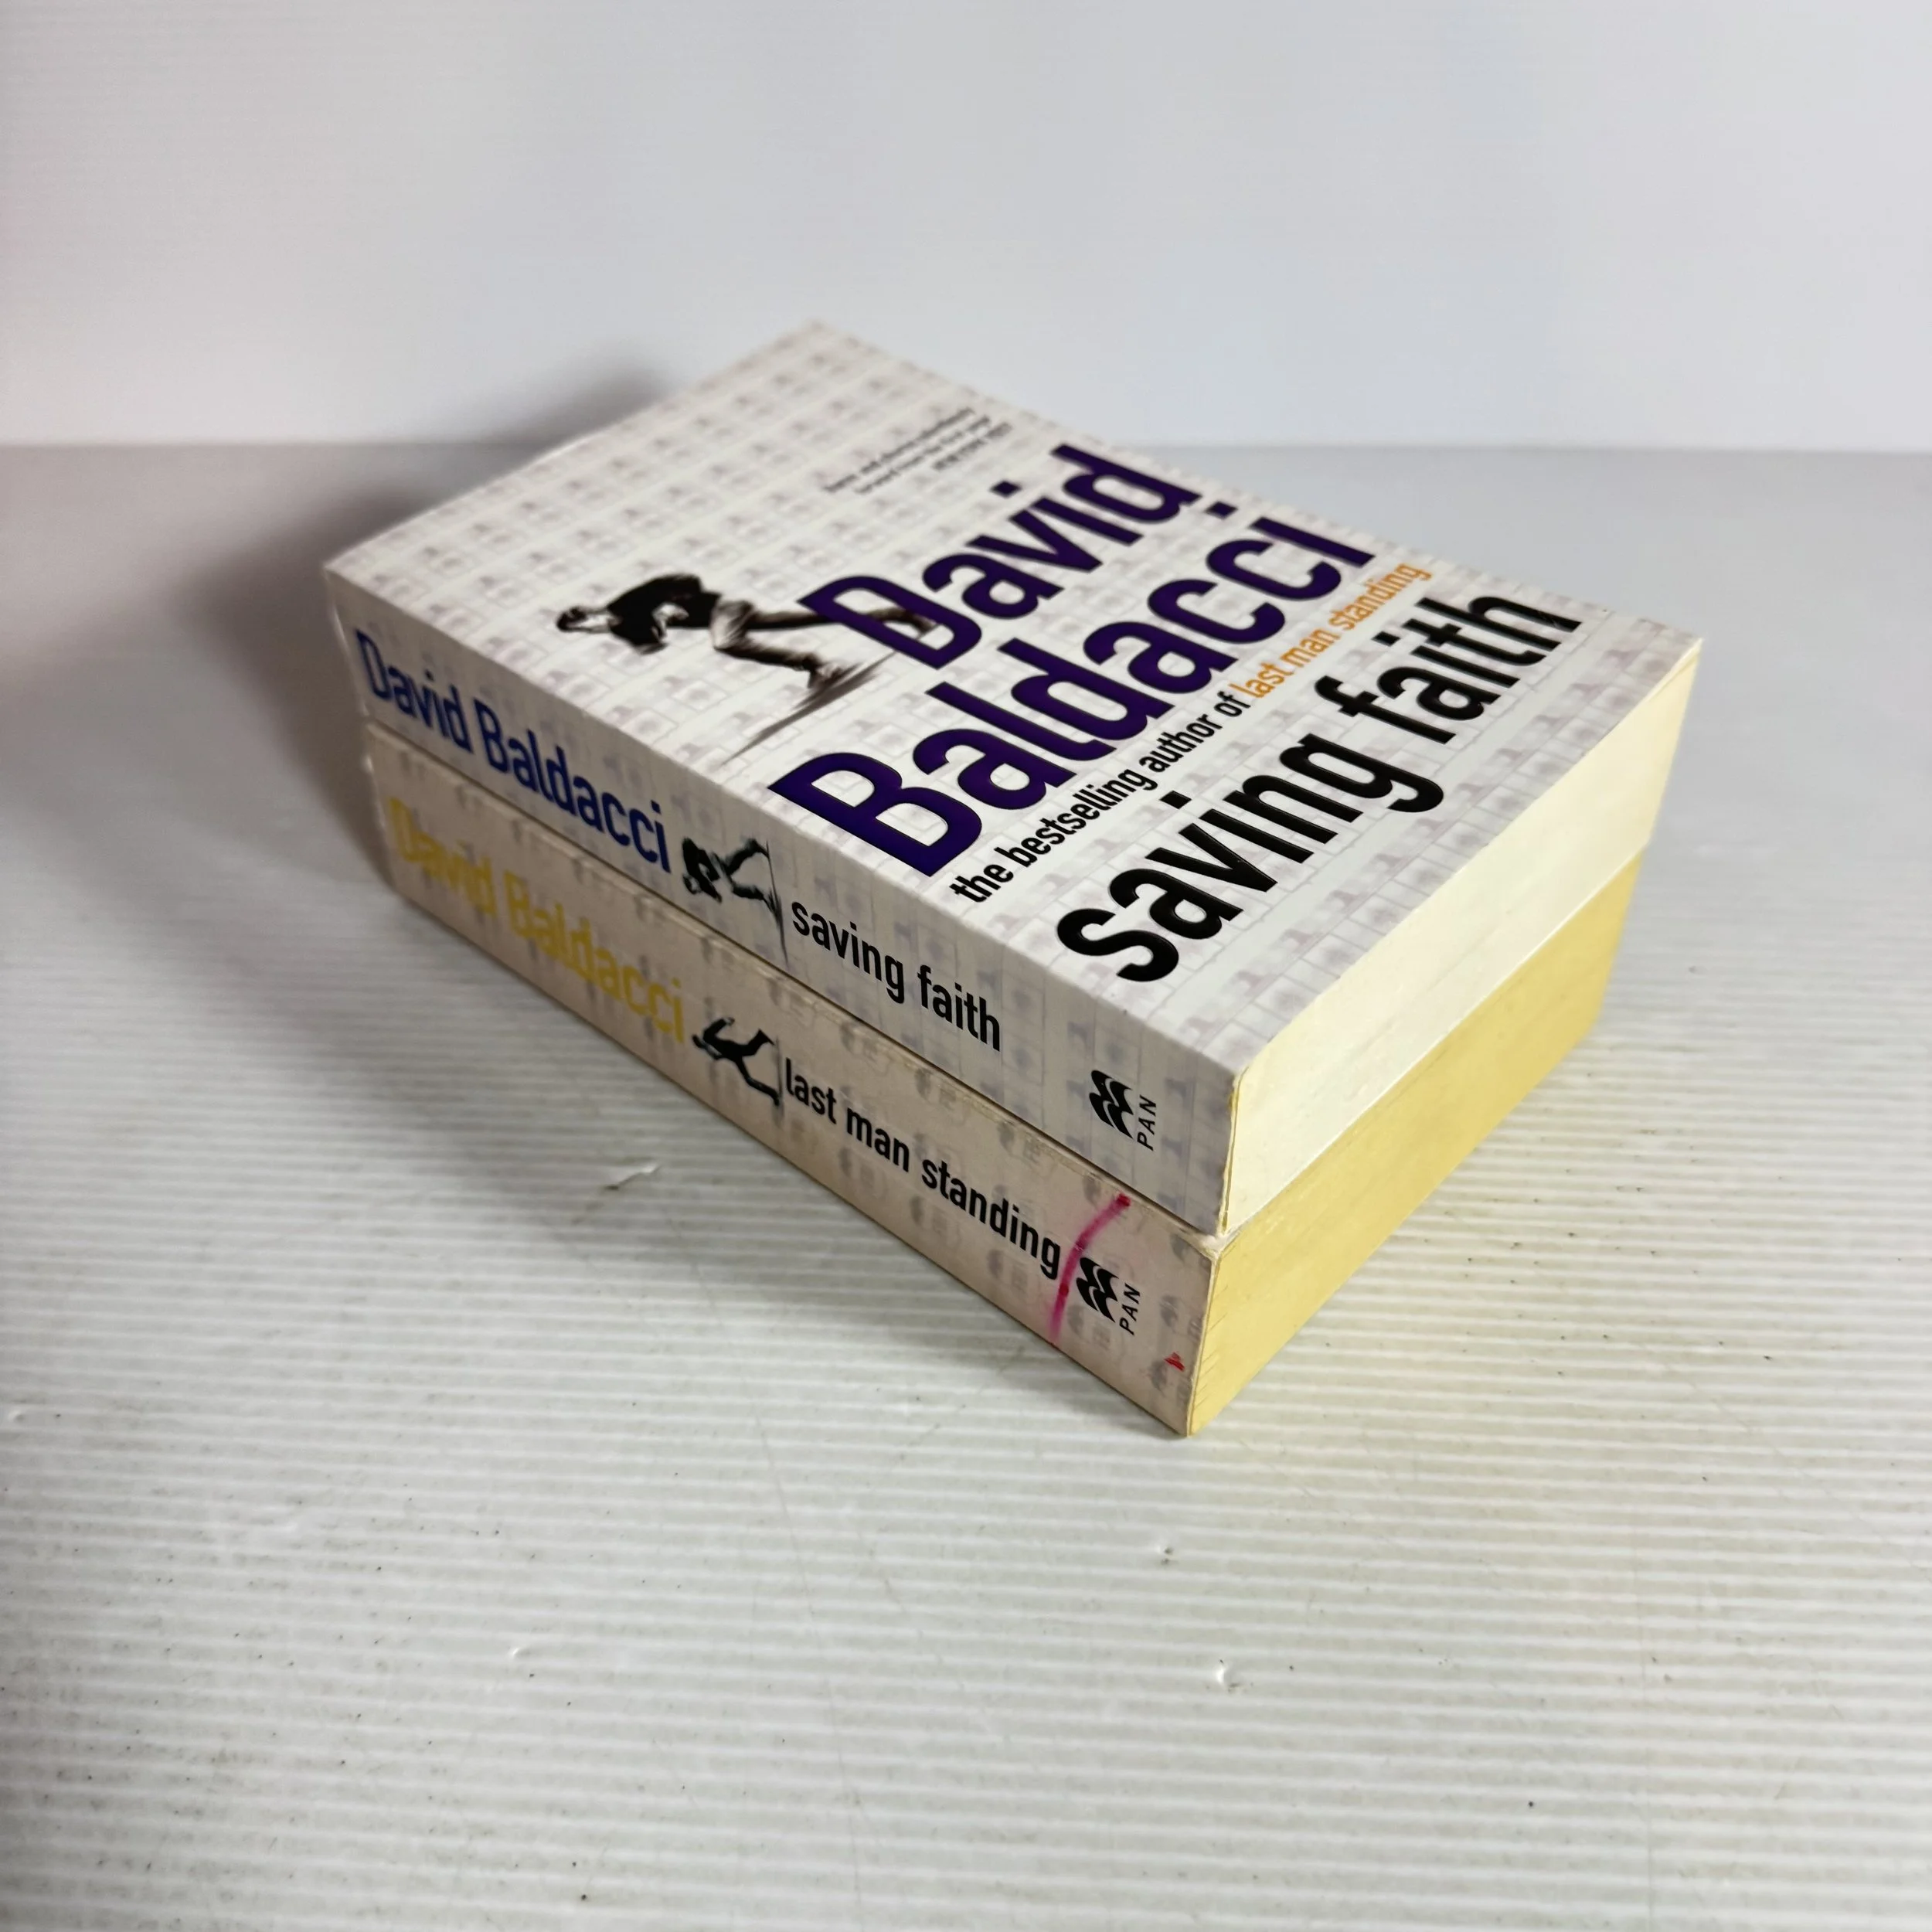 David
Baldacci
the bestselling author of last man standing
saving faith
David Baldacci saving faith PAN
David Baldacci last man standing PAN